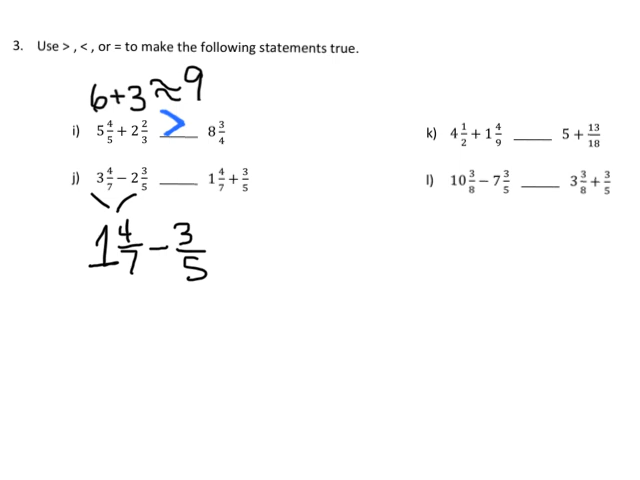 3. Use > , < , or = to make the following statements true.
6+3≈9
i) 5 4/5 + 2 2/3 > 8 3/4
k) 4 1/2 + 1 4/9 ____ 5 + 13/18
j) 3 4/7 − 2 3/5 ____ 1 4/7 + 3/5
l) 10 3/8 − 7 3/5 ____ 3 3/8 + 3/5
1 4/7 − 3/5